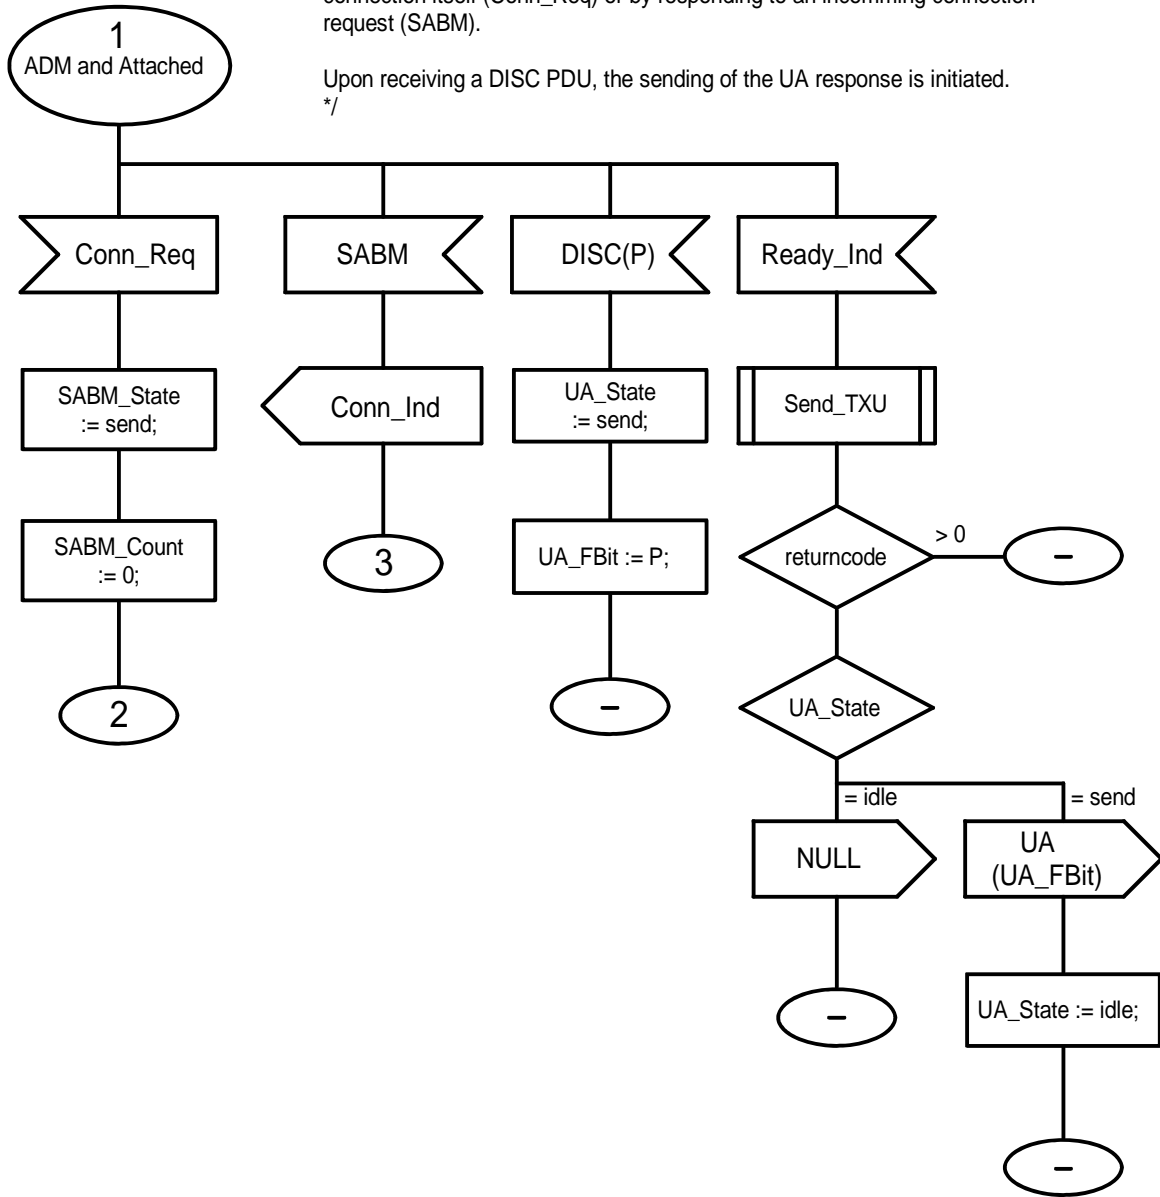 connection itself (Conn_Req) or by responding to an incomming connection
request (SABM).
Upon receiving a DISC PDU, the sending of the UA response is initiated.
*/
1
ADM and Attached
Conn_Req
SABM
DISC(P)
Ready_Ind
SABM_State
:= send;
Conn_Ind
UA_State
:= send;
Send_TXU
SABM_Count
:= 0;
3
UA_FBit := P;
returncode
> 0
–
2
–
UA_State
= idle
= send
NULL
UA
(UA_FBit)
–
UA_State := idle;
–